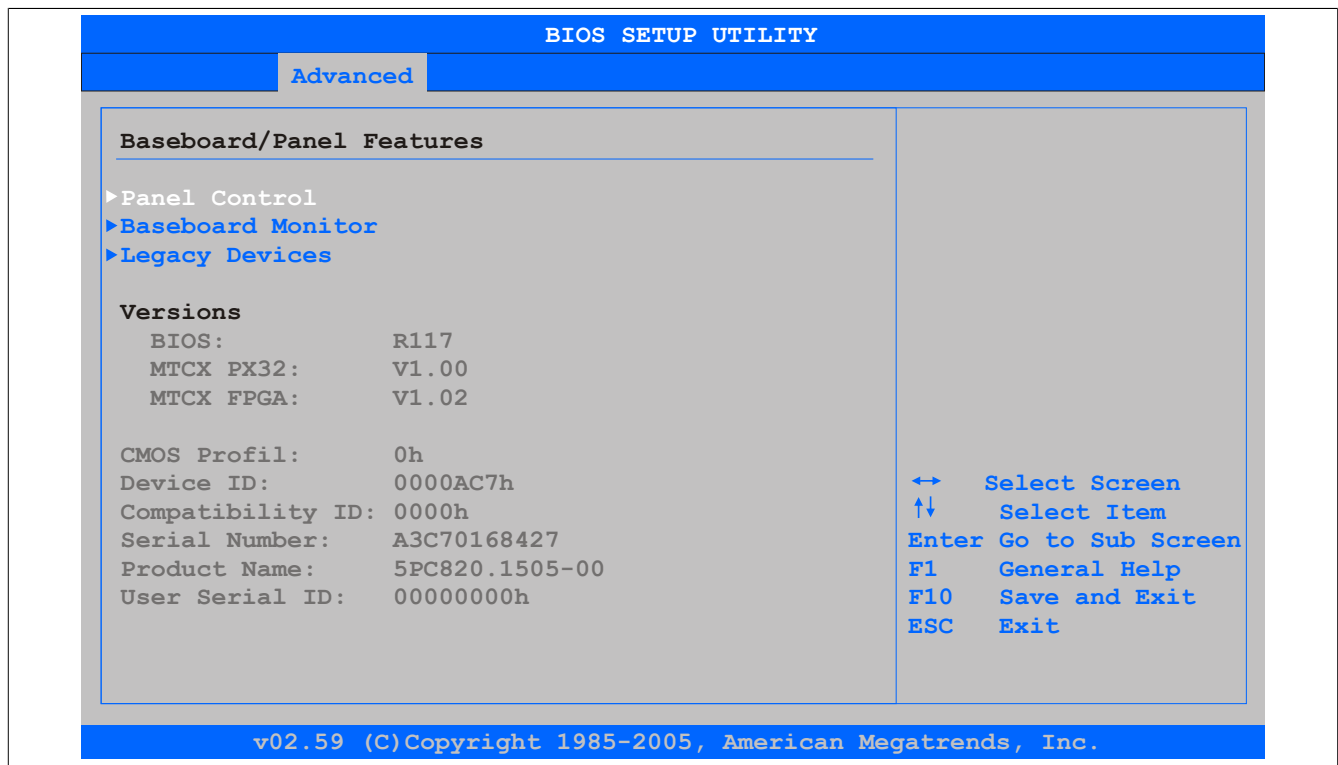 BIOS SETUP UTILITY
Advanced
Baseboard/Panel Features
Panel Control
Baseboard Monitor
Legacy Devices
Versions
BIOS: R117
MTCX PX32: V1.00
MTCX FPGA: V1.02
CMOS Profil: 0h
Device ID: 0000AC7h
Compatibility ID: 0000h
Serial Number: A3C70168427
Product Name: 5PC820.1505-00
User Serial ID: 00000000h
↔ Select Screen
↑↓ Select Item
Enter Go to Sub Screen
F1 General Help
F10 Save and Exit
ESC Exit
v02.59 (C)Copyright 1985-2005, American Megatrends, Inc.